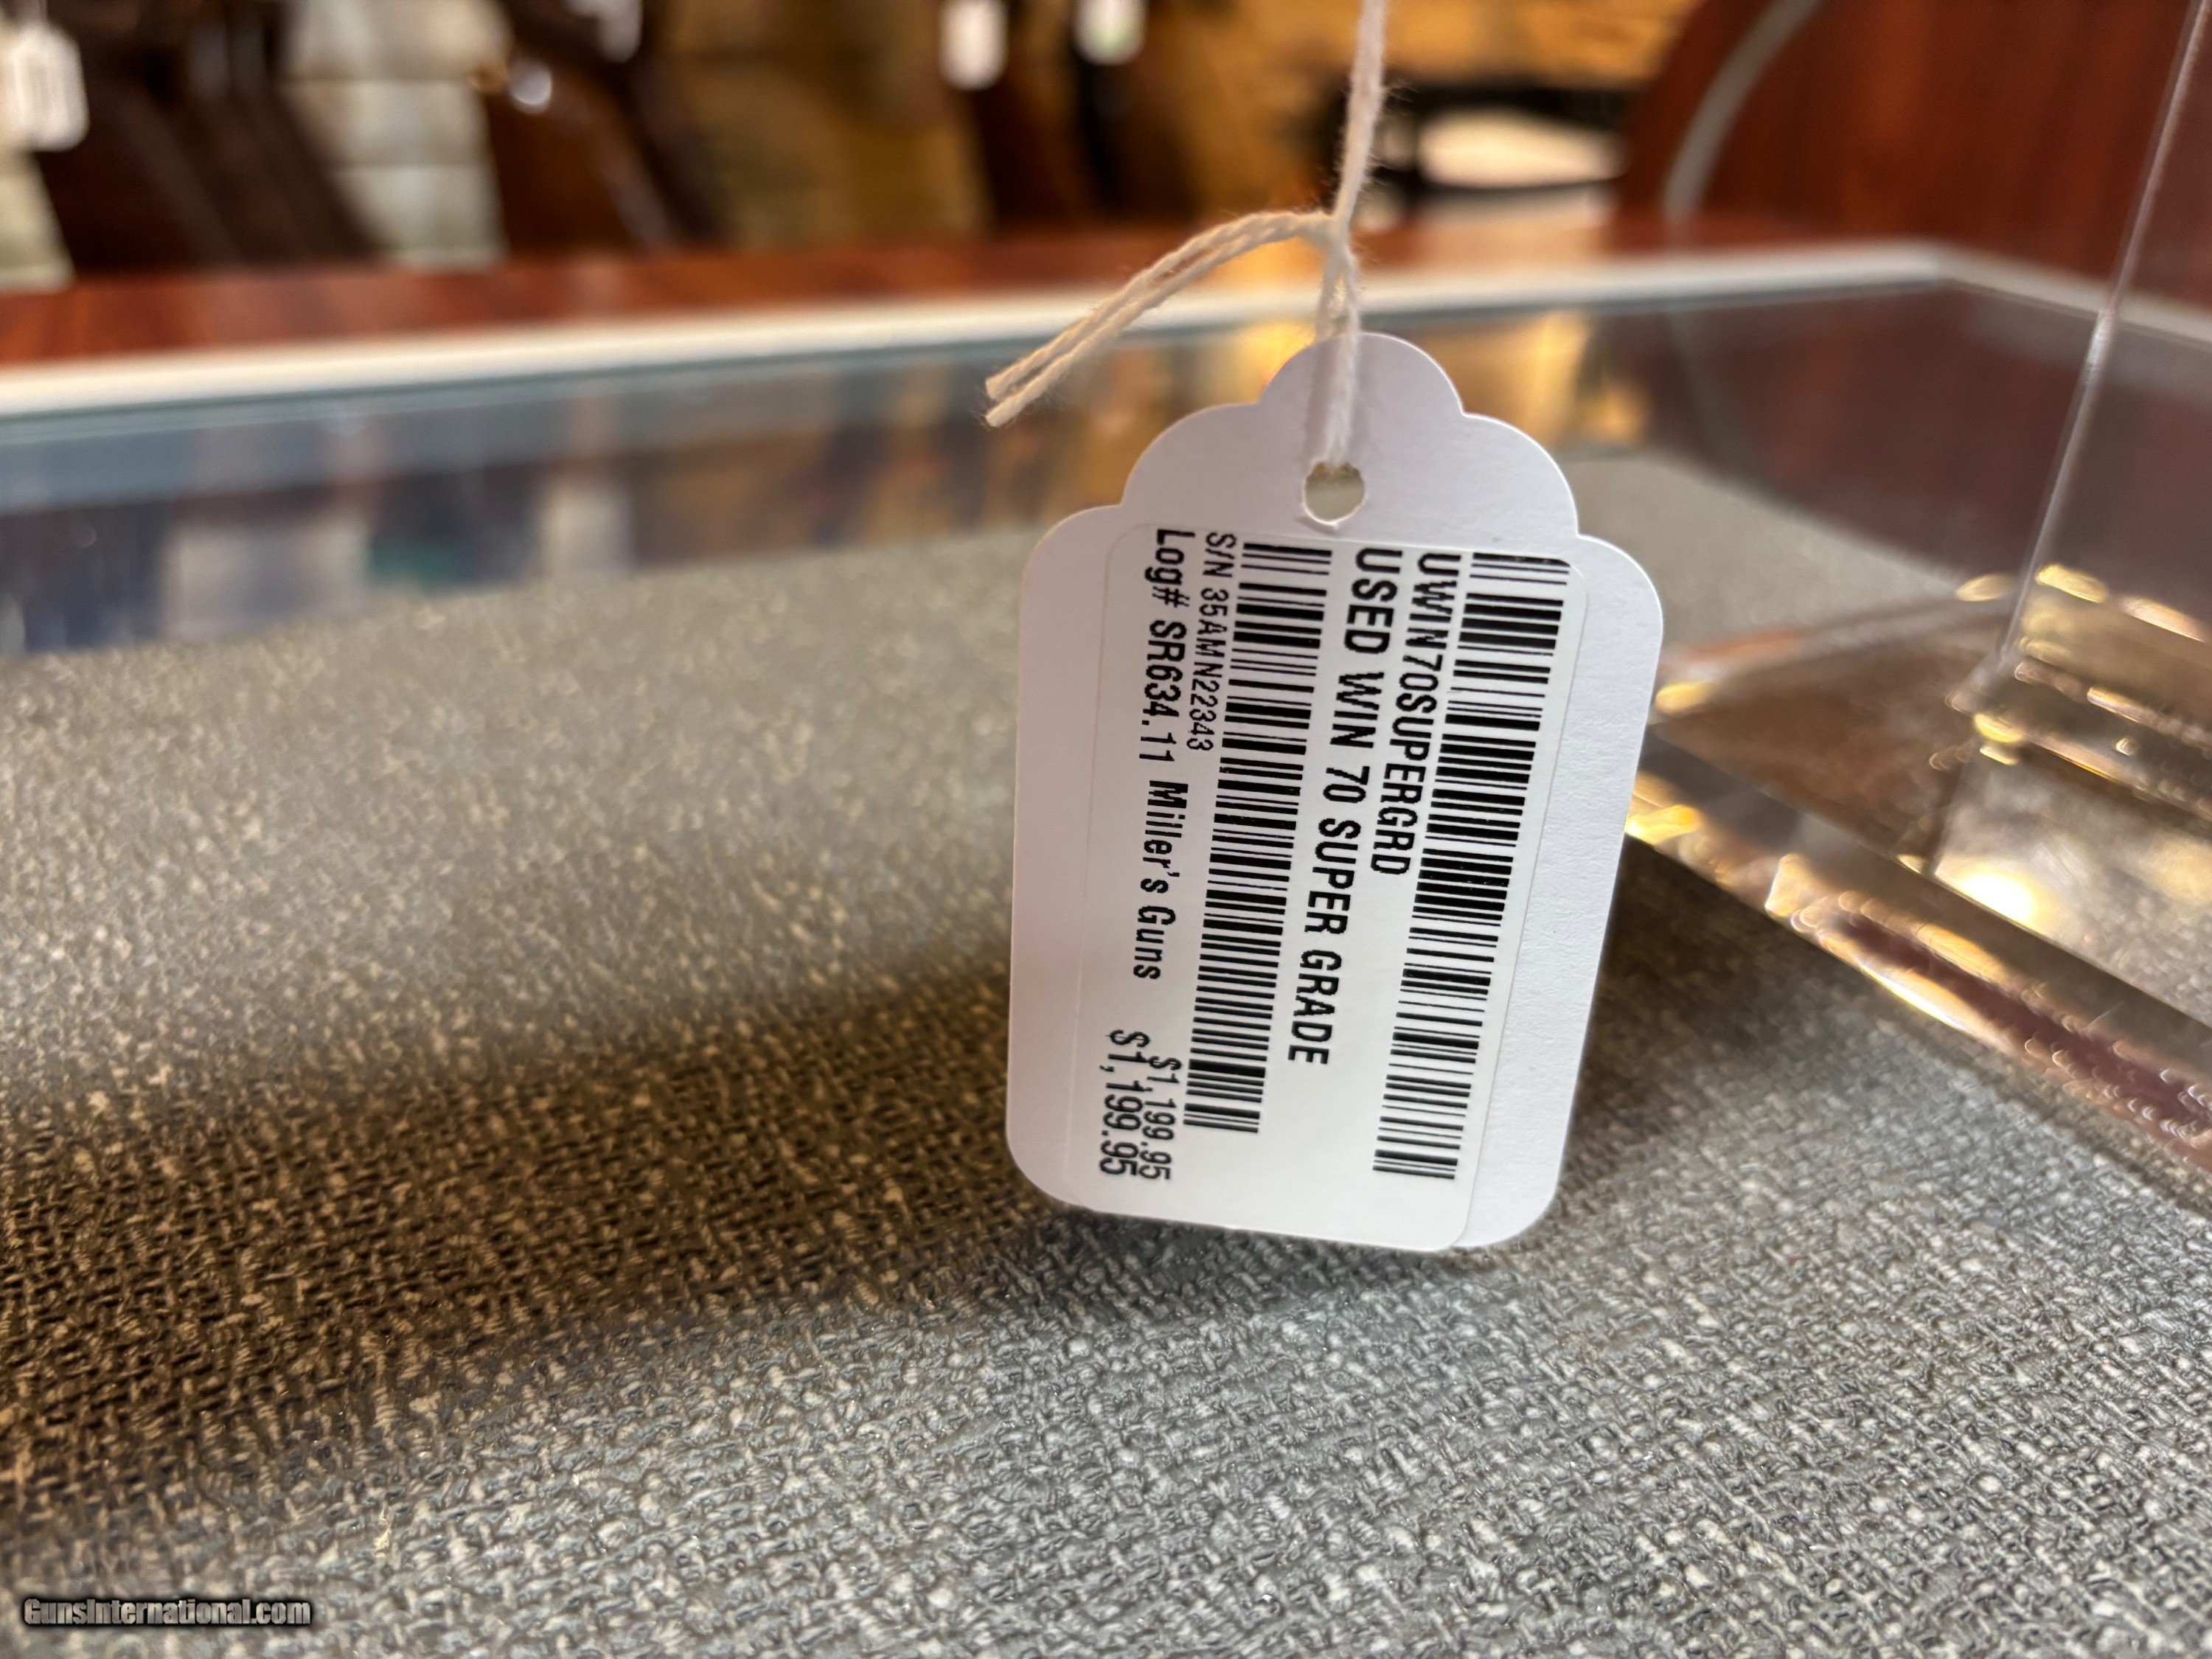 UWIN70SUPERGRD
USED WIN 70 SUPER GRADE
S/N 35AMN22343
$1,199.95
Log# SR634.11 Miller's Guns $1,199.95
GunsInternational.com